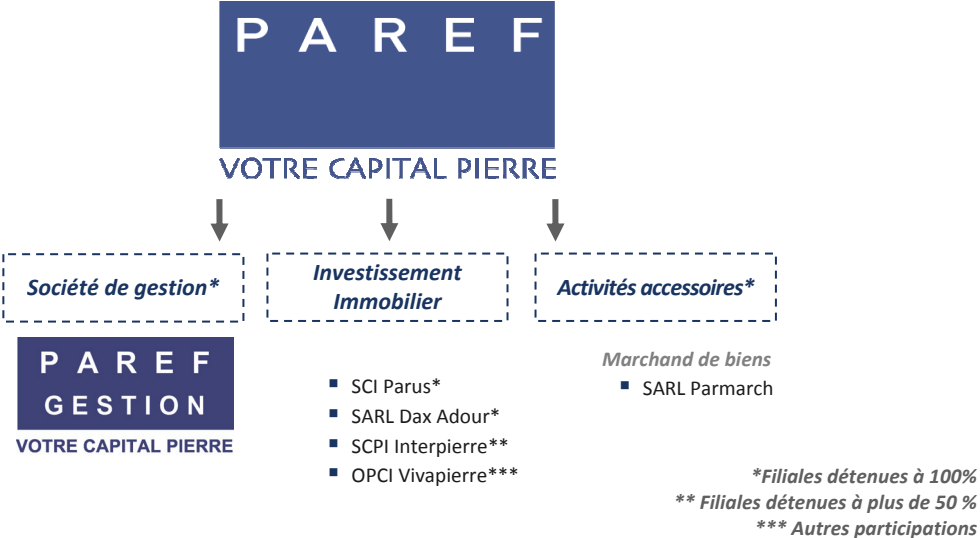 P A R E F
VOTRE CAPITAL PIERRE
Société de gestion*
Investissement
Immobilier
Activités accessoires*
P A R E F
GESTION
VOTRE CAPITAL PIERRE
▪ SCI Parus*
▪ SARL Dax Adour*
▪ SCPI Interpierre**
▪ OPCI Vivapierre***
Marchand de biens
▪ SARL Parmarch
*Filiales détenues à 100%
** Filiales détenues à plus de 50 %
*** Autres participations